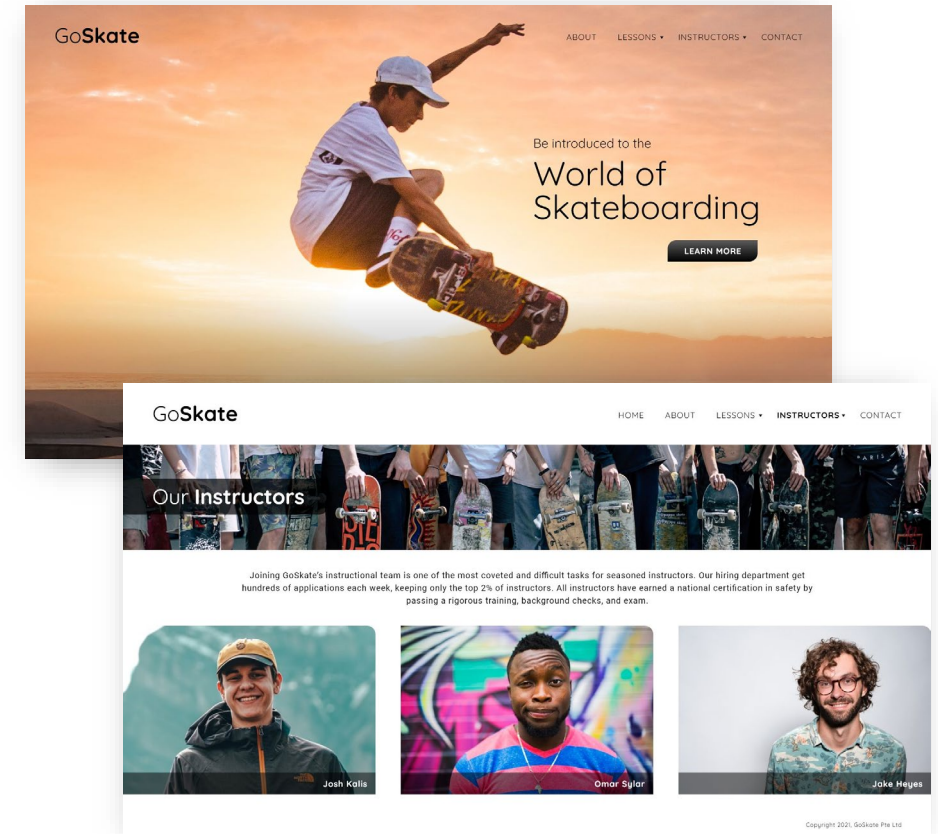 GoSkate
ABOUT LESSONS ▾ INSTRUCTORS ▾ CONTACT
Be introduced to the
World of
Skateboarding
LEARN MORE
GoSkate
HOME ABOUT LESSONS ▾ INSTRUCTORS ▾ CONTACT
Our Instructors
PARIS
Joining GoSkate's instructional team is one of the most coveted and difficult tasks for seasoned instructors. Our hiring department get
hundreds of applications each week, keeping only the top 2% of instructors. All instructors have earned a national certification in safety by
passing a rigorous training, background checks, and exam.
Josh Kalis
Omar Sylar
Jake Heyes
Copyright 2021, GoSkate Pte Ltd